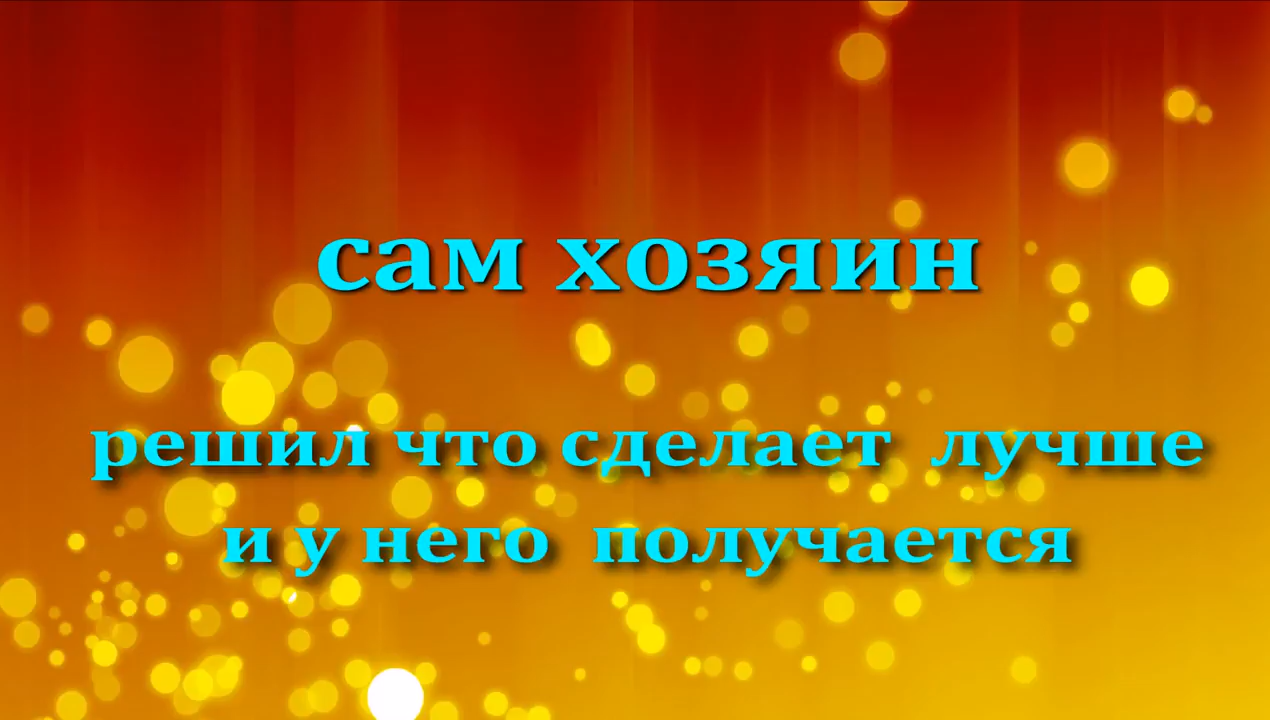 сам хозяин
решил что сделает лучше
и у него получается